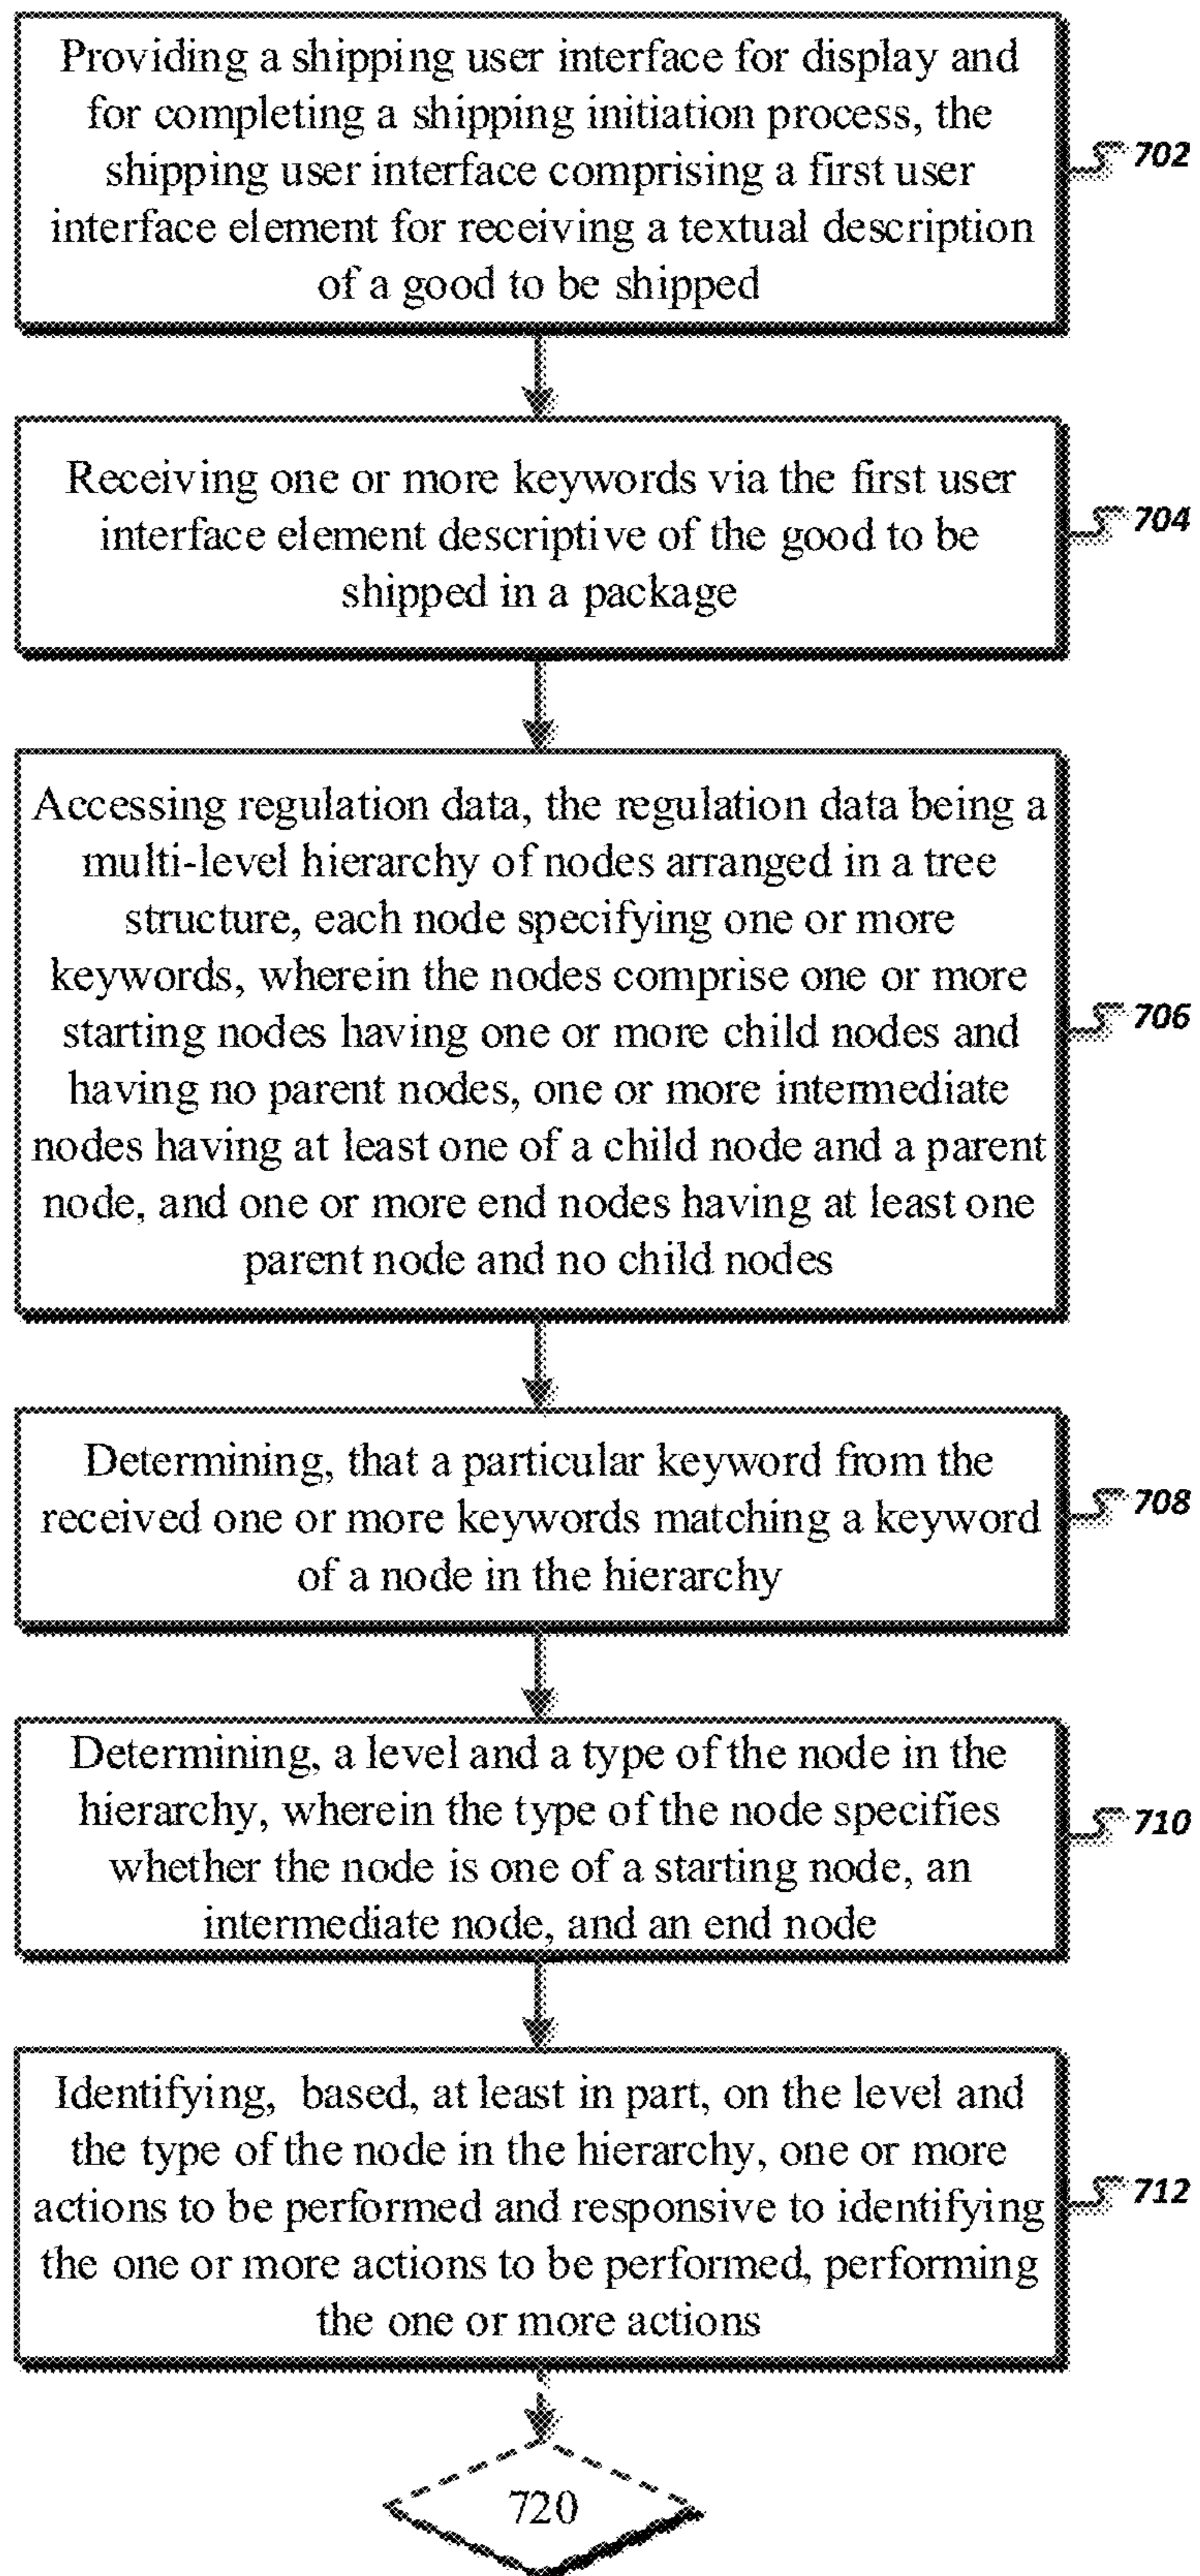 Providing a shipping user interface for display and
for completing a shipping initiation process, the
shipping user interface comprising a first user
interface element for receiving a textual description
of a good to be shipped
702
Receiving one or more keywords via the first user
interface element descriptive of the good to be
shipped in a package
704
Accessing regulation data, the regulation data being a
multi-level hierarchy of nodes arranged in a tree
structure, each node specifying one or more
keywords, wherein the nodes comprise one or more
starting nodes having one or more child nodes and
having no parent nodes, one or more intermediate
nodes having at least one of a child node and a parent
node, and one or more end nodes having at least one
parent node and no child nodes
706
Determining, that a particular keyword from the
received one or more keywords matching a keyword
of a node in the hierarchy
708
Determining, a level and a type of the node in the
hierarchy, wherein the type of the node specifies
whether the node is one of a starting node, an
intermediate node, and an end node
710
Identifying, based, at least in part, on the level and
the type of the node in the hierarchy, one or more
actions to be performed and responsive to identifying
the one or more actions to be performed, performing
the one or more actions
712
720